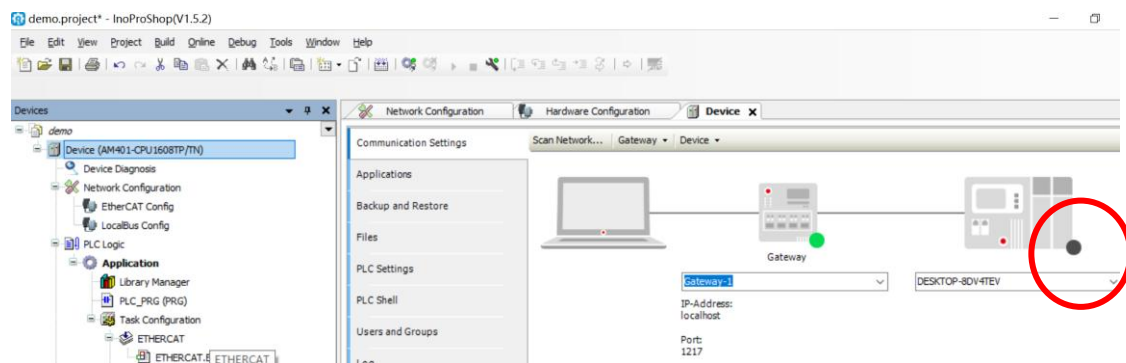 demo.project* - InoProShop(V1.5.2)
File Edit View Project Build Online Debug Tools Window Help
Devices
Network Configuration
Hardware Configuration
Device
demo
Device (AM401-CPU1608TP/TN)
Device Diagnosis
Network Configuration
EtherCAT Config
LocalBus Config
PLC Logic
Application
Library Manager
PLC_PRG (PRG)
Task Configuration
ETHERCAT
ETHERCAT.E
ETHERCAT
Communication Settings
Applications
Backup and Restore
Files
PLC Settings
PLC Shell
Users and Groups
Log
Scan Network... Gateway Device
Gateway
Gateway-1
DESKTOP-8DV4TEV
IP-Address:
localhost
Port:
1217